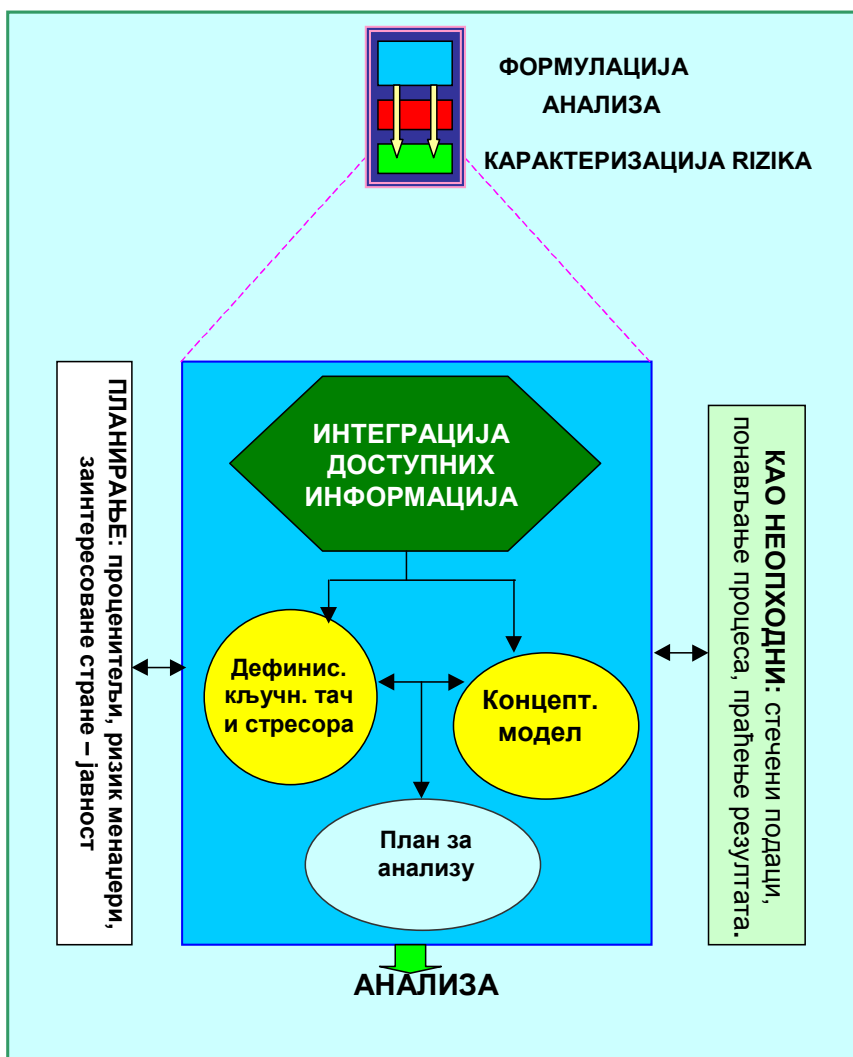 ФОРМУЛАЦИЈА
АНАЛИЗА
КАРАКТЕРИЗАЦИЈА RIZIKA
ПЛАНИРАЊЕ: проценитељи, ризик менаџери,
заинтересоване стране – јавност
ИНТЕГРАЦИЈА
ДОСТУПНИХ
ИНФОРМАЦИЈА
Дефинис.
кључн. тач
и стресора
Концепт.
модел
План за
анализу
КАО НЕОПХОДНИ: стечени подаци,
понављање процеса, праћење резултата.
АНАЛИЗА